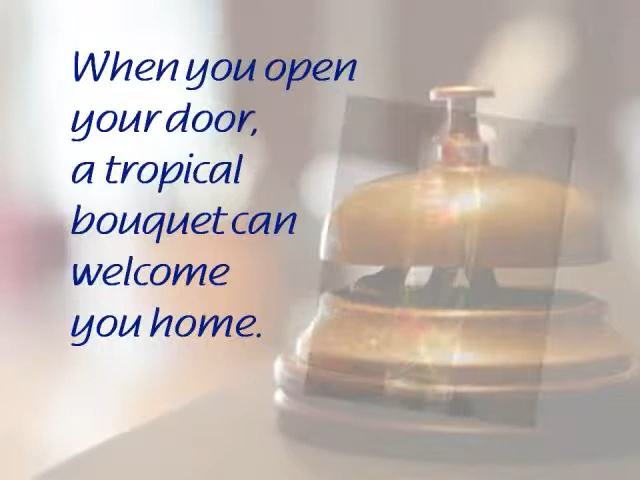 When you open
your door,
a tropical
bouquet can
welcome
you home.